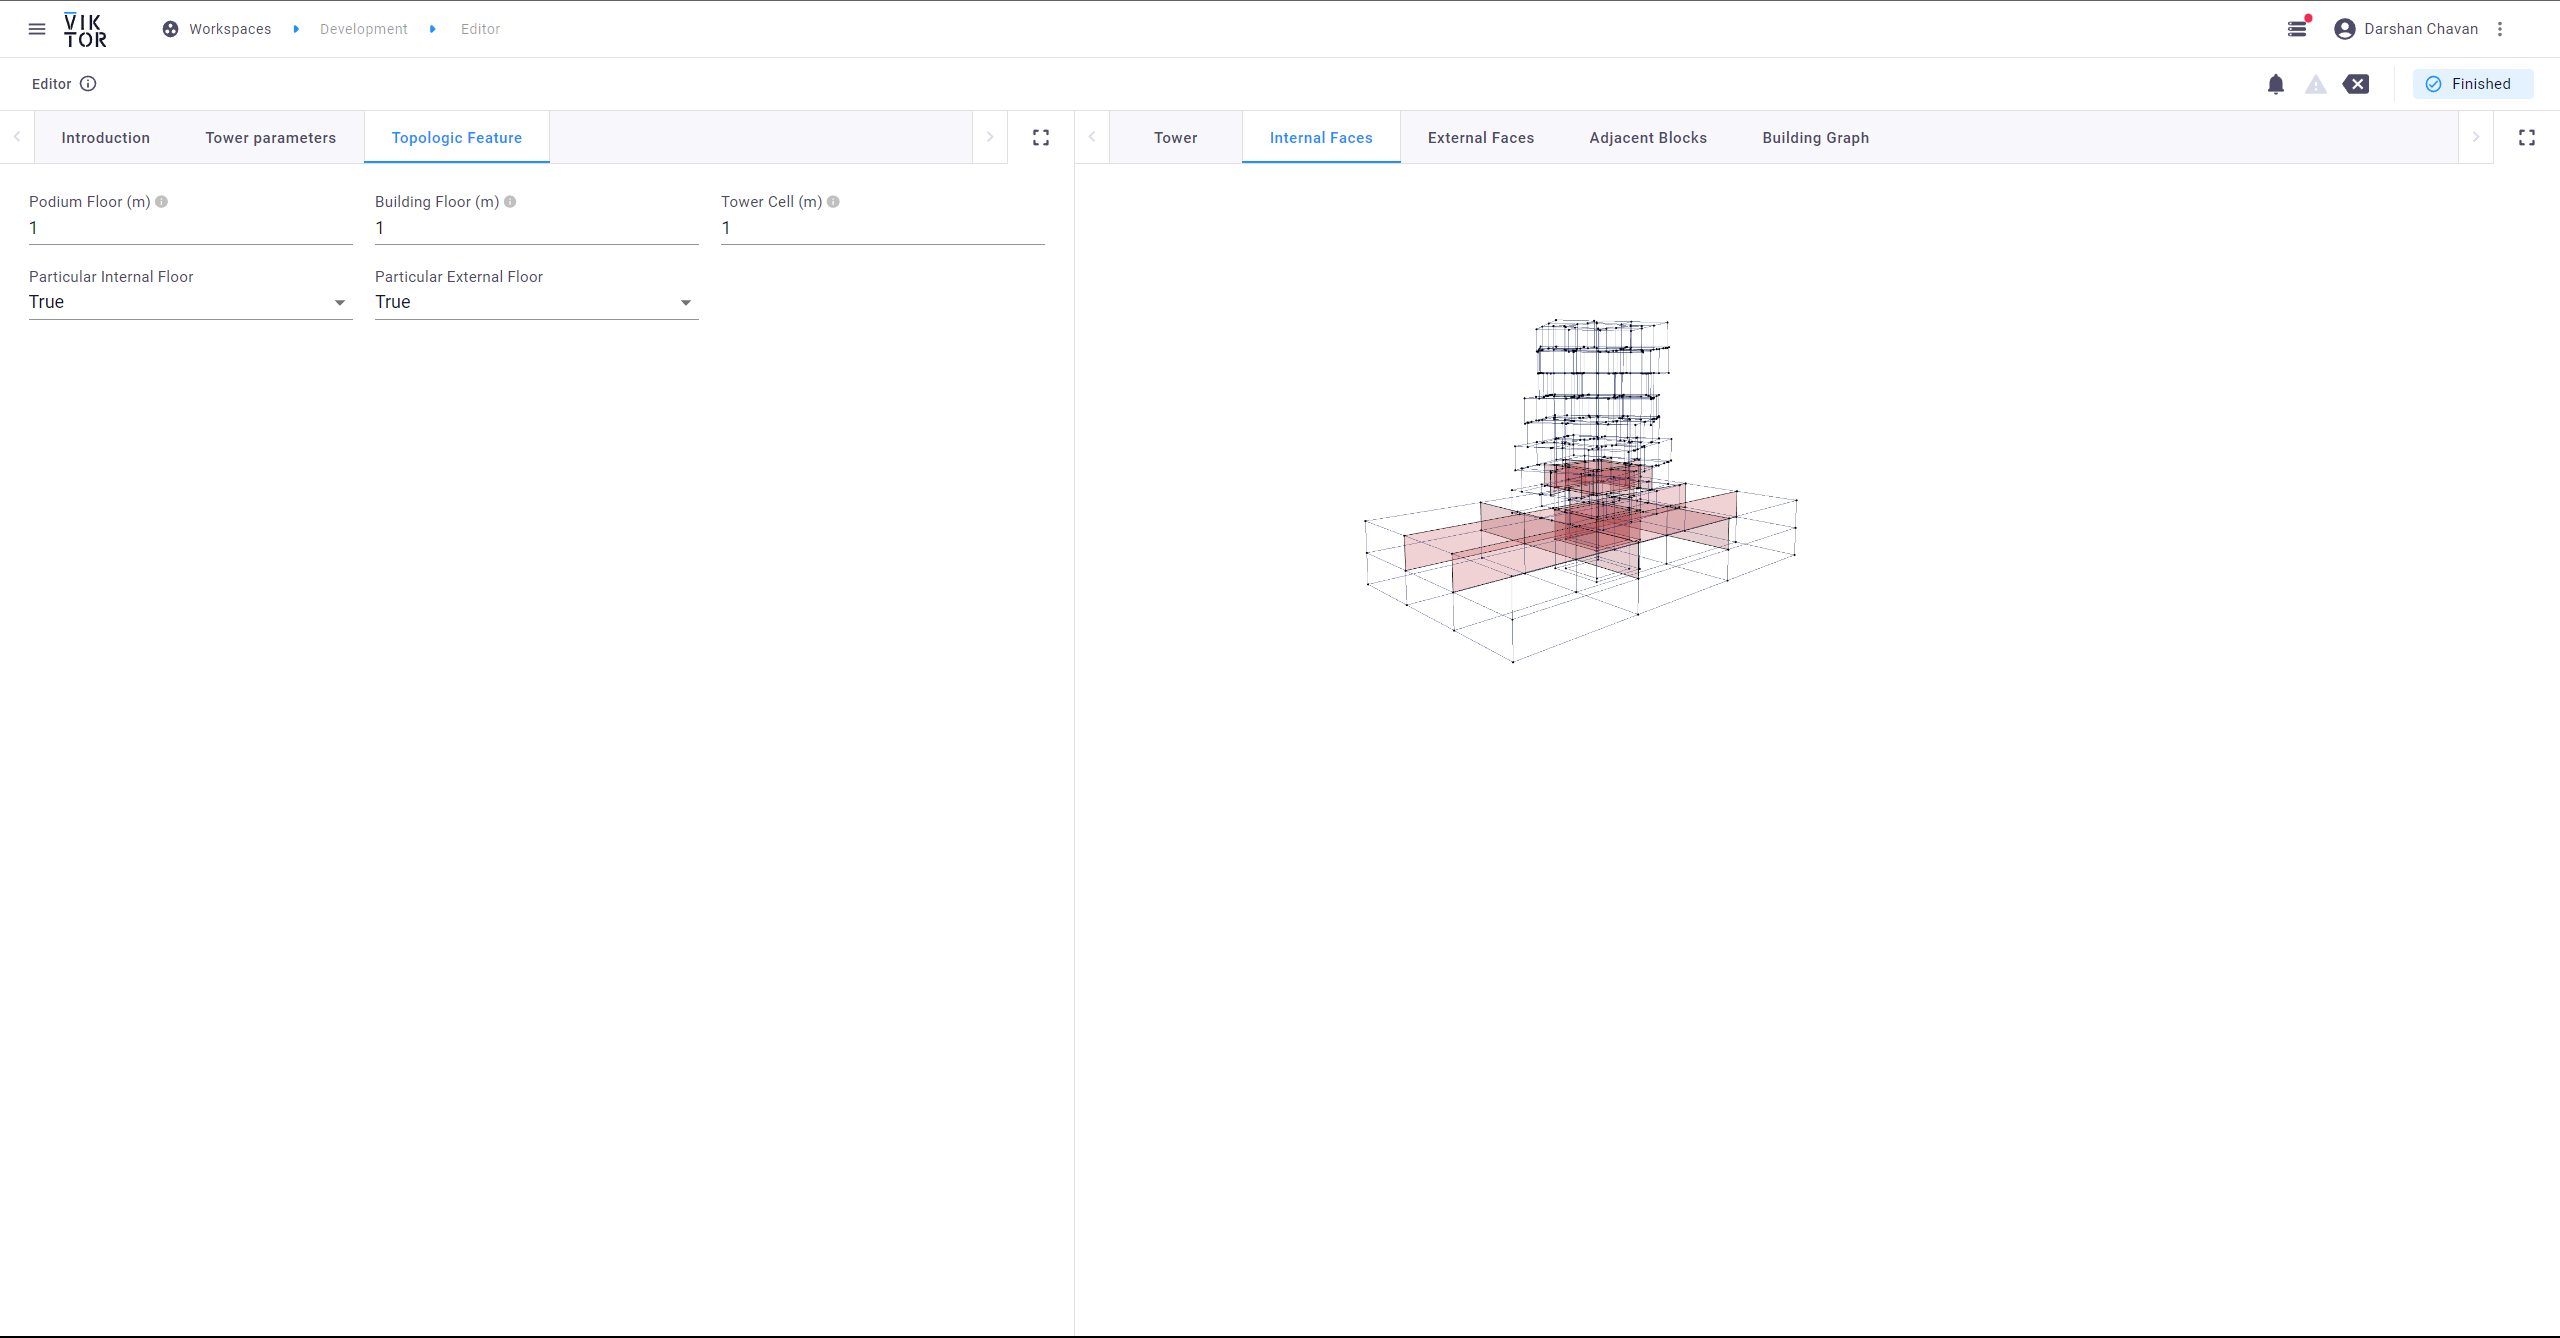 VIK
TOR
Workspaces Development Editor
Darshan Chavan
Editor
Finished
Introduction Tower parameters Topologic Feature
Tower Internal Faces External Faces Adjacent Blocks Building Graph
Podium Floor (m) Building Floor (m) Tower Cell (m)
1 1 1
Particular Internal Floor Particular External Floor
True True